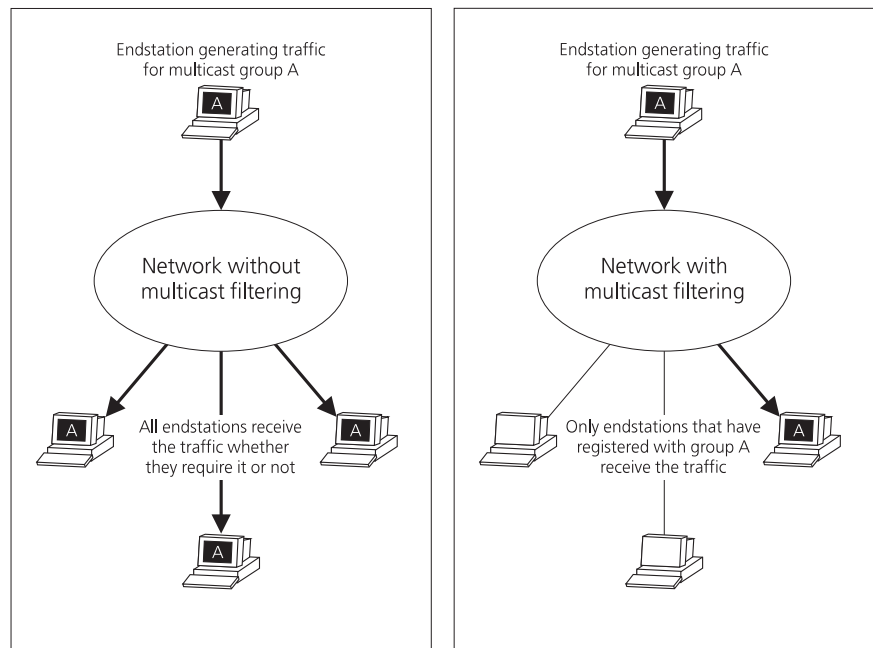 Endstation generating traffic
for multicast group A
A
Network without
multicast filtering
A
A
All endstations receive
the traffic whether
they require it or not
A
Endstation generating traffic
for multicast group A
A
Network with
multicast filtering
Only endstations that have
registered with group A
receive the traffic
A